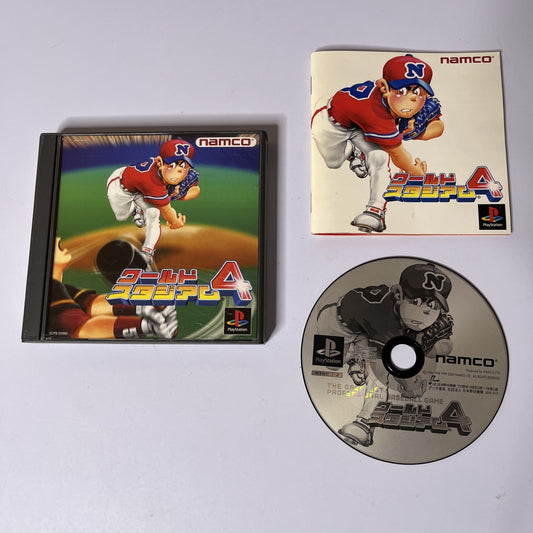 namco
N
ワールド
スタジアム4
PlayStation
namco
N
ワールド
スタジアム4
PlayStation
N
namco
THE GREATEST
PROFESSIONAL BASEBALL GAME
ワールド
スタジアム4